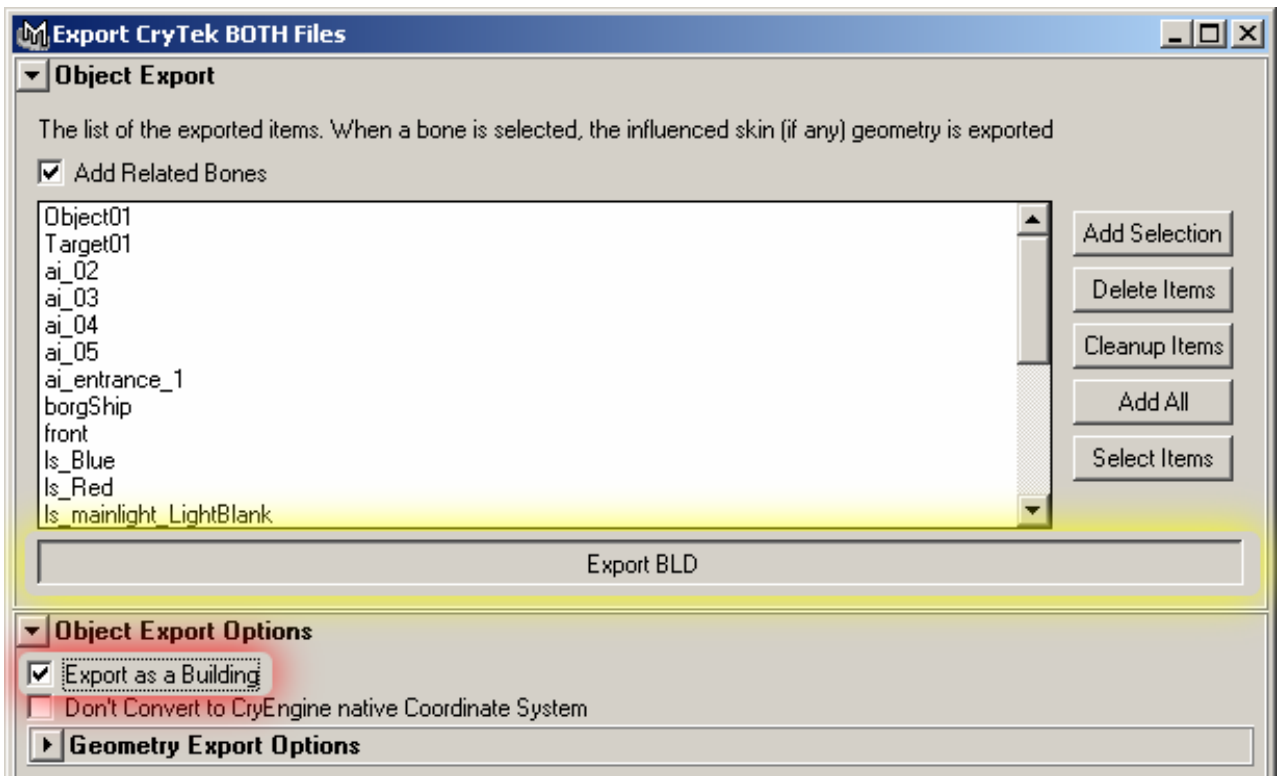 Export CryTek BOTH Files
Object Export
The list of the exported items. When a bone is selected, the influenced skin (if any) geometry is exported
Add Related Bones
Object01
Target01
ai_02
ai_03
ai_04
ai_05
ai_entrance_1
borgShip
front
ls_Blue
ls_Red
ls_mainlight_LightBlank
Add Selection
Delete Items
Cleanup Items
Add All
Select Items
Export BLD
Object Export Options
Export as a Building
Don't Convert to CryEngine native Coordinate System
Geometry Export Options